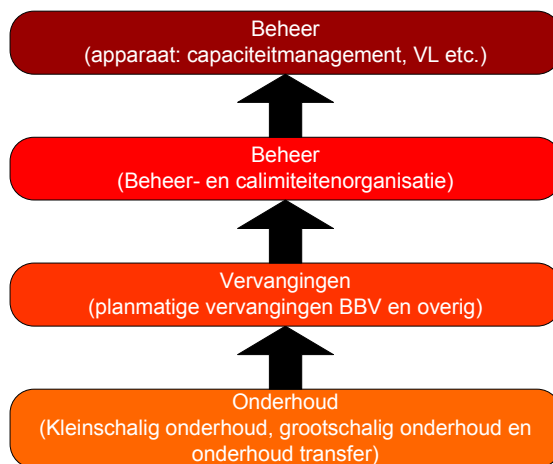 Beheer
(apparaat: capaciteitmanagement, VL etc.)
Beheer
(Beheer- en calimiteitenorganisatie)
Vervangingen
(planmatige vervangingen BBV en overig)
Onderhoud
(Kleinschalig onderhoud, grootschalig onderhoud en
onderhoud transfer)